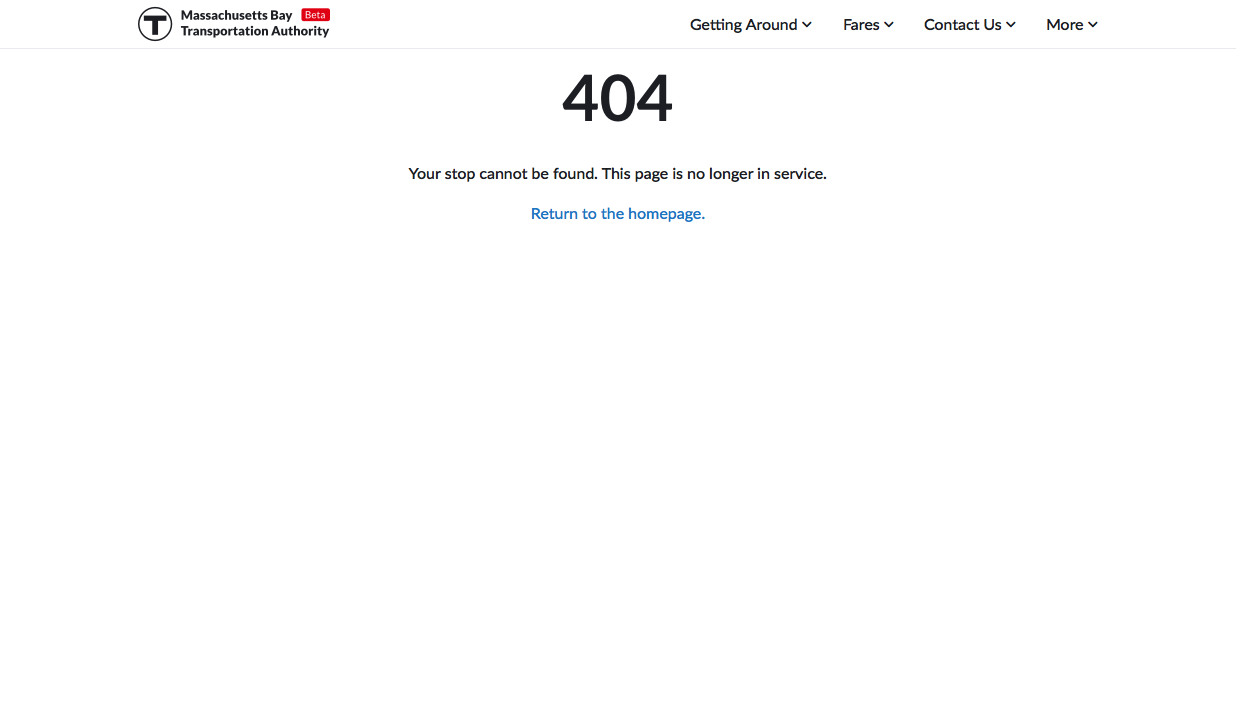 T
Massachusetts Bay Beta
Transportation Authority
Getting Around Fares Contact Us More
404
Your stop cannot be found. This page is no longer in service.
Return to the homepage.